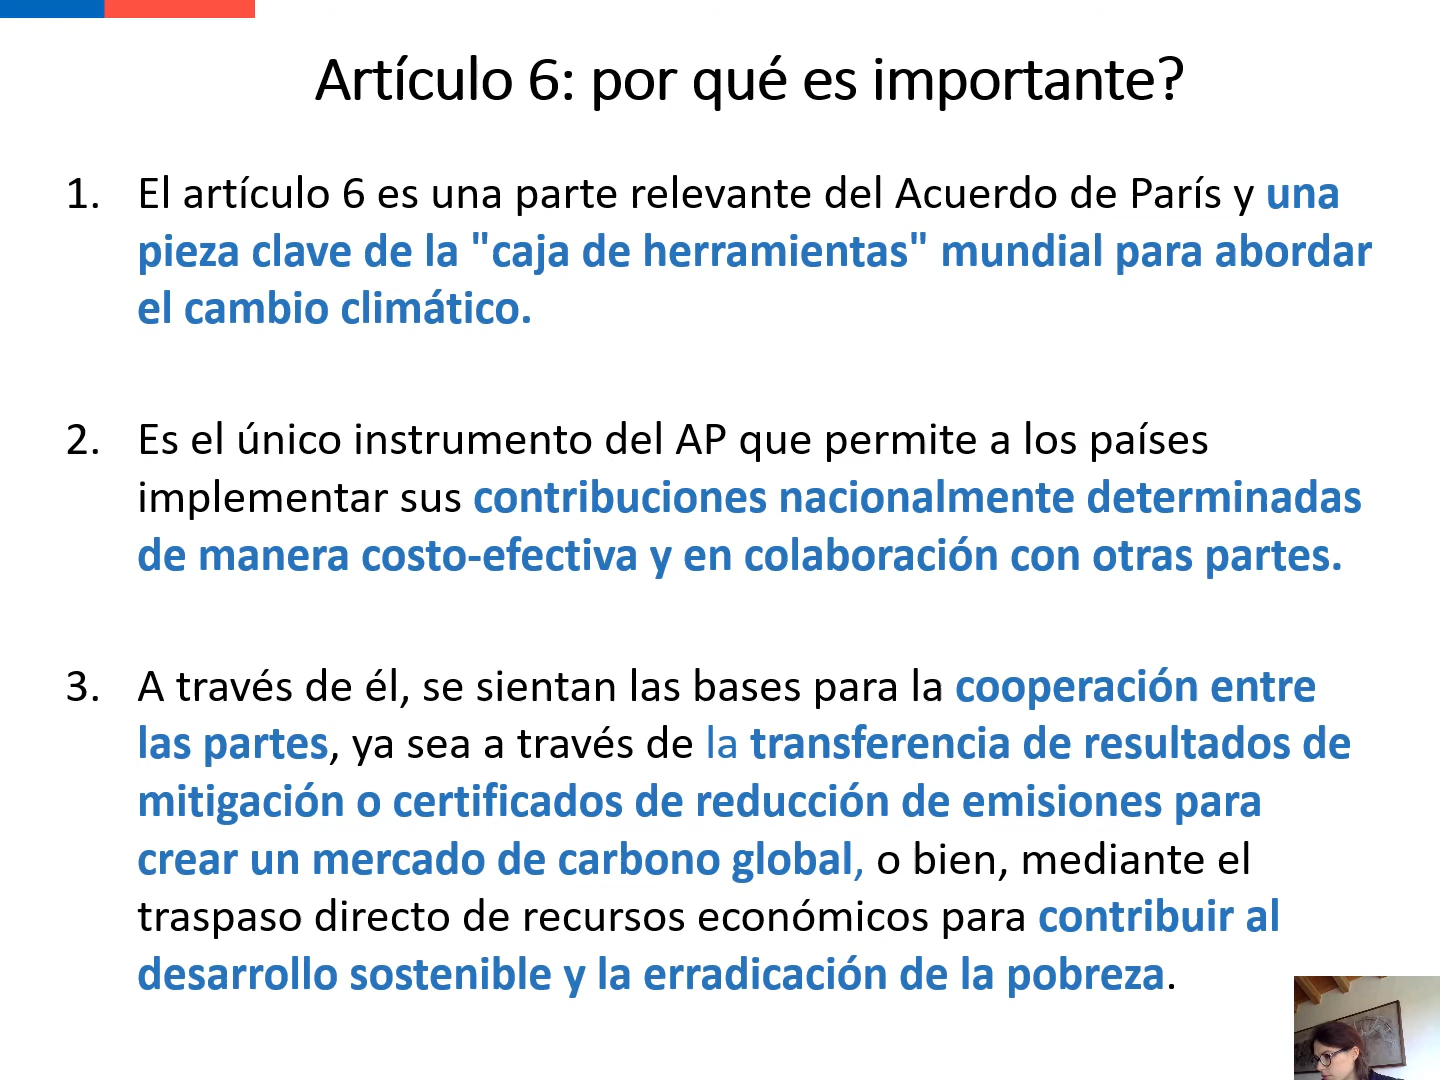 Artículo 6: por qué es importante?
1. El artículo 6 es una parte relevante del Acuerdo de París y una
pieza clave de la "caja de herramientas" mundial para abordar
el cambio climático.
2. Es el único instrumento del AP que permite a los países
implementar sus contribuciones nacionalmente determinadas
de manera costo-efectiva y en colaboración con otras partes.
3. A través de él, se sientan las bases para la cooperación entre
las partes, ya sea a través de la transferencia de resultados de
mitigación o certificados de reducción de emisiones para
crear un mercado de carbono global, o bien, mediante el
traspaso directo de recursos económicos para contribuir al
desarrollo sostenible y la erradicación de la pobreza.